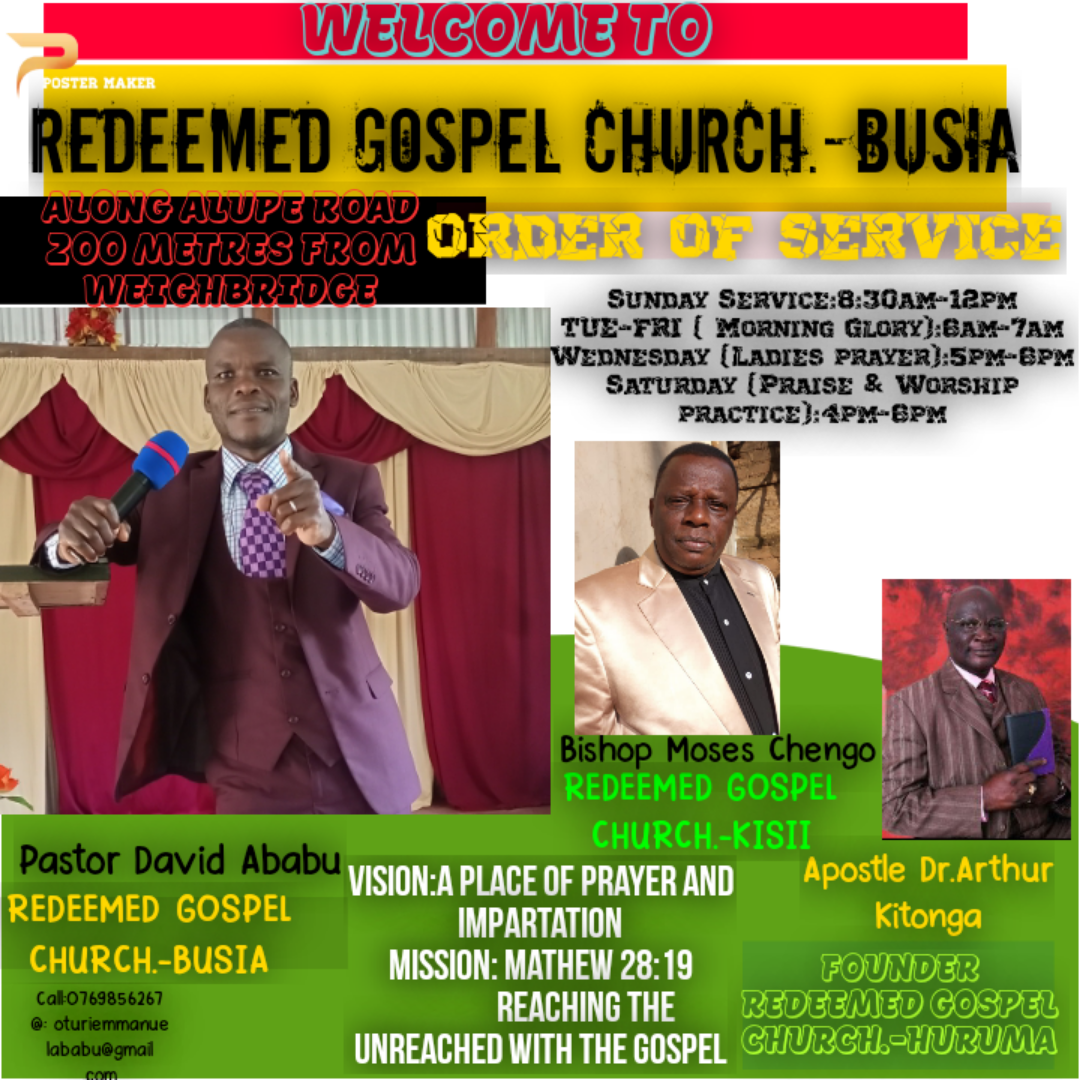 WELCOME TO
POSTER MAKER
REDEEMED GOSPEL CHURCH.-BUSIA
ALONG ALUPE ROAD
200 METRES FROM
WEIGHBRIDGE
ORDER OF SERVICE
SUNDAY SERVICE:8:30AM-12PM
TUE-FRI ( MORNING GLORY):6AM-7AM
WEDNESDAY (LADIES PRAYER):5PM-6PM
SATURDAY (PRAISE & WORSHIP
PRACTICE):4PM-6PM
Bishop Moses Chengo
REDEEMED GOSPEL
CHURCH.-KISII
Pastor David Ababu
REDEEMED GOSPEL
CHURCH.-BUSIA
Call:0769856267
@: oturiemmanue
lababu@gmail
com
VISION:A PLACE OF PRAYER AND
IMPARTATION
MISSION: MATHEW 28:19
REACHING THE
UNREACHED WITH THE GOSPEL
Apostle Dr.Arthur
Kitonga
FOUNDER
REDEEMED GOSPEL
CHURCH.-HURUMA